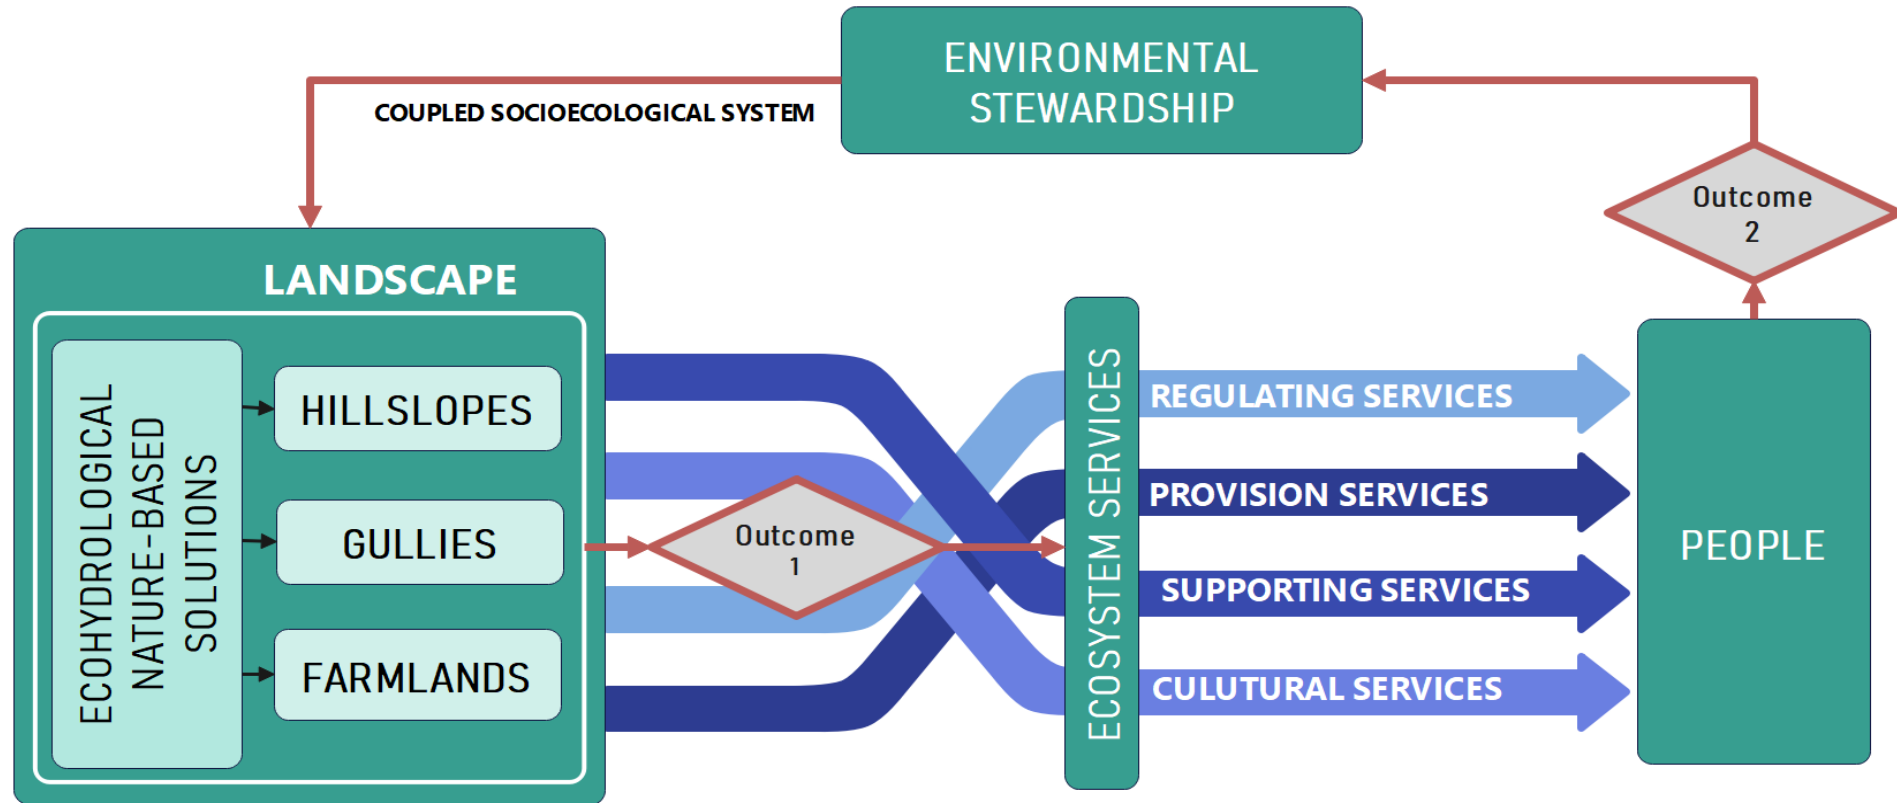 ENVIRONMENTAL
STEWARDSHIP
COUPLED SOCIOECOLOGICAL SYSTEM
Outcome
2
LANDSCAPE
ECOHYDROLOGICAL
NATURE-BASED
SOLUTIONS
HILLSLOPES
GULLIES
FARMLANDS
Outcome
1
ECOSYSTEM SERVICES
REGULATING SERVICES
PROVISION SERVICES
SUPPORTING SERVICES
CULUTURAL SERVICES
PEOPLE